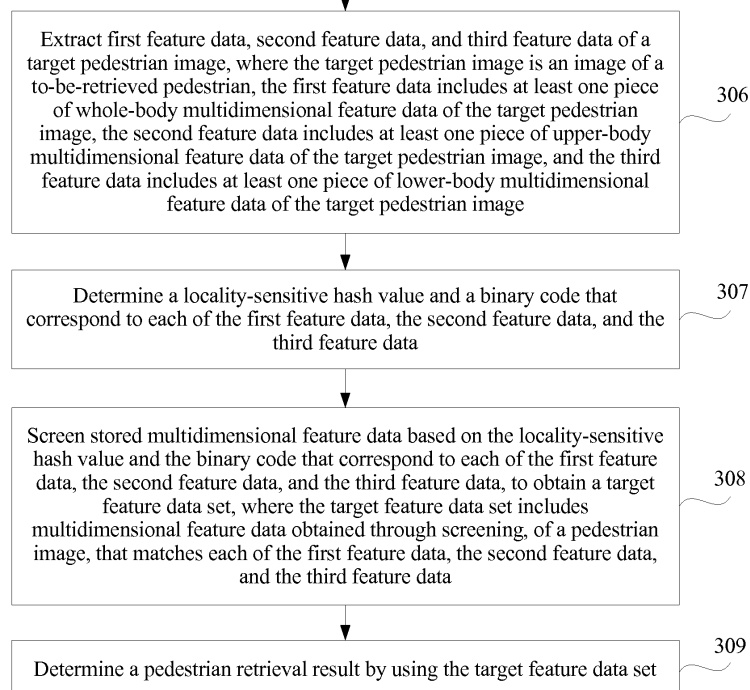 Extract first feature data, second feature data, and third feature data of a
target pedestrian image, where the target pedestrian image is an image of a
to-be-retrieved pedestrian, the first feature data includes at least one piece
of whole-body multidimensional feature data of the target pedestrian
image, the second feature data includes at least one piece of upper-body
multidimensional feature data of the target pedestrian image, and the third
feature data includes at least one piece of lower-body multidimensional
feature data of the target pedestrian image
306
Determine a locality-sensitive hash value and a binary code that
correspond to each of the first feature data, the second feature data, and the
third feature data
307
Screen stored multidimensional feature data based on the locality-sensitive
hash value and the binary code that correspond to each of the first feature
data, the second feature data, and the third feature data, to obtain a target
feature data set, where the target feature data set includes
multidimensional feature data obtained through screening, of a pedestrian
image, that matches each of the first feature data, the second feature data,
and the third feature data
308
Determine a pedestrian retrieval result by using the target feature data set
309